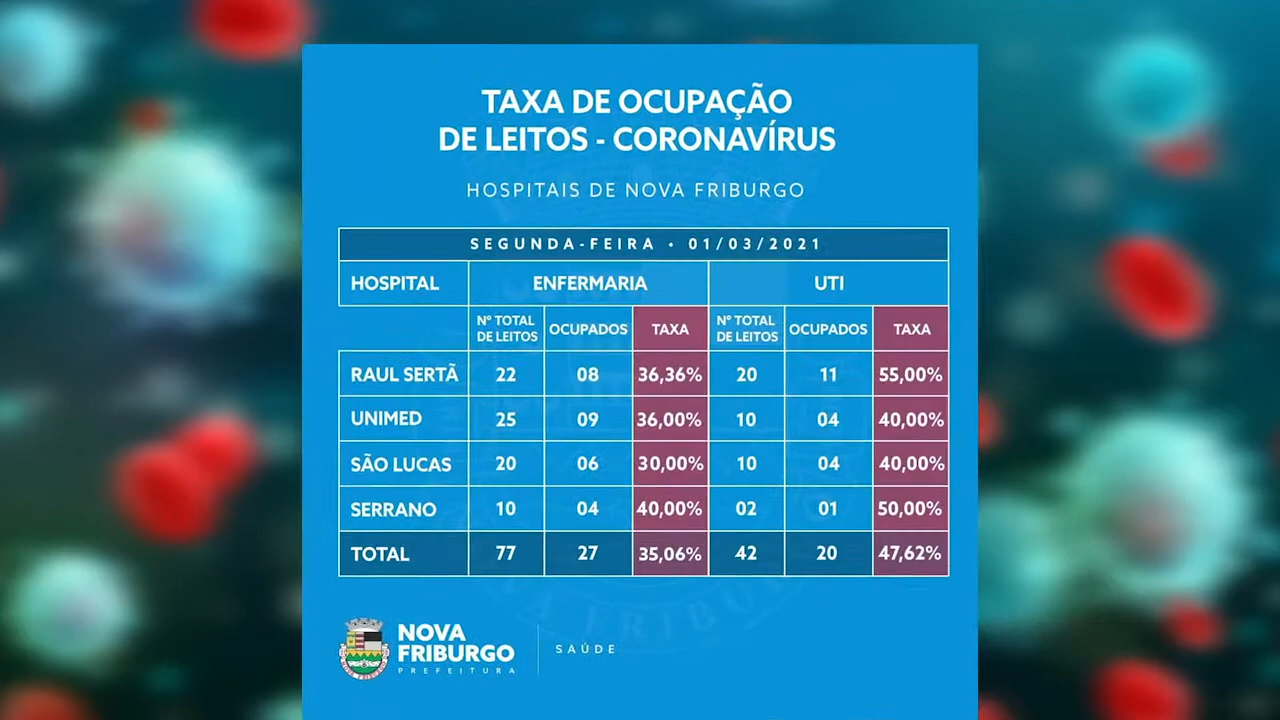 TAXA DE OCUPAÇÃO
DE LEITOS - CORONAVÍRUS
HOSPITAIS DE NOVA FRIBURGO
SEGUNDA-FEIRA • 01/03/2021
HOSPITAL ENFERMARIA UTI
Nº TOTAL DE LEITOS OCUPADOS TAXA Nº TOTAL DE LEITOS OCUPADOS TAXA
RAUL SERTÃ 22 08 36,36% 20 11 55,00%
UNIMED 25 09 36,00% 10 04 40,00%
SÃO LUCAS 20 06 30,00% 10 04 40,00%
SERRANO 10 04 40,00% 02 01 50,00%
TOTAL 77 27 35,06% 42 20 47,62%
NOVA
FRIBURGO
PREFEITURA
SAÚDE